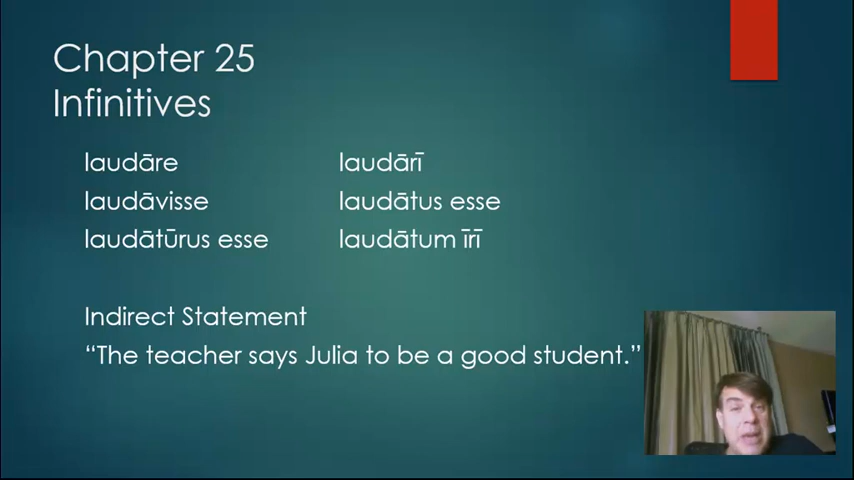 Chapter 25
Infinitives
laudāre laudārī
laudāvisse laudātus esse
laudātūrus esse laudātum īrī
Indirect Statement
“The teacher says Julia to be a good student.”